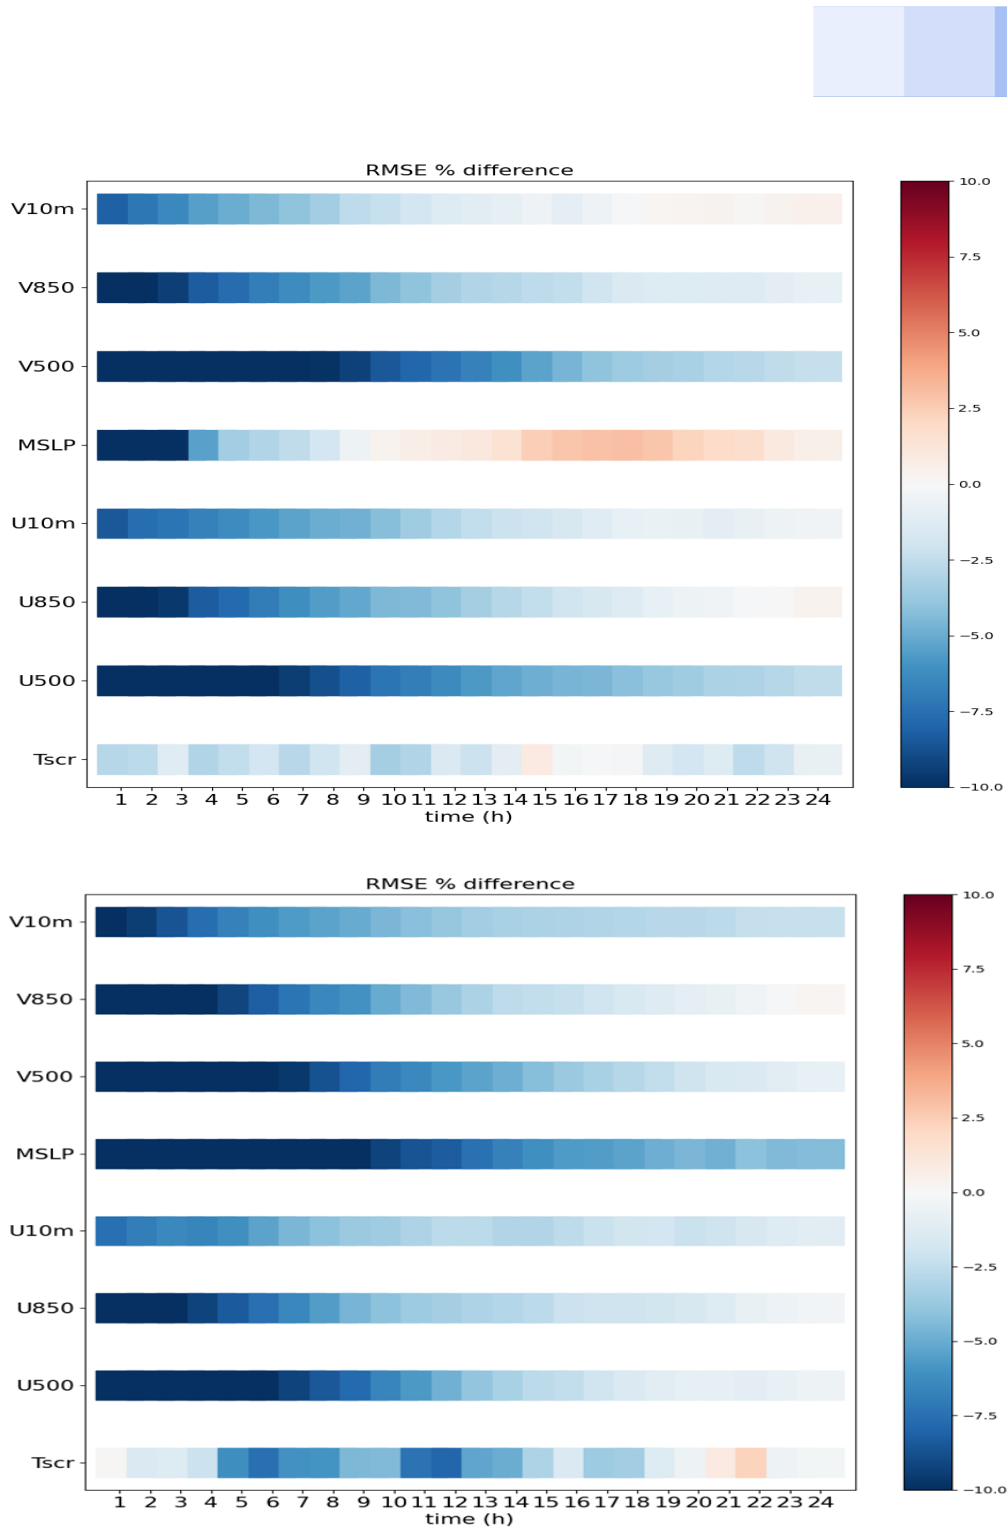 RMSE % difference
10.0
V10m
7.5
V850
5.0
V500
2.5
MSLP
0.0
U10m
−2.5
U850
−5.0
U500
−7.5
Tscr
−10.0
1 2 3 4 5 6 7 8 9 10 11 12 13 14 15 16 17 18 19 20 21 22 23 24
time (h)
RMSE % difference
10.0
V10m
7.5
V850
5.0
V500
2.5
MSLP
0.0
U10m
−2.5
U850
−5.0
U500
−7.5
Tscr
−10.0
1 2 3 4 5 6 7 8 9 10 11 12 13 14 15 16 17 18 19 20 21 22 23 24
time (h)